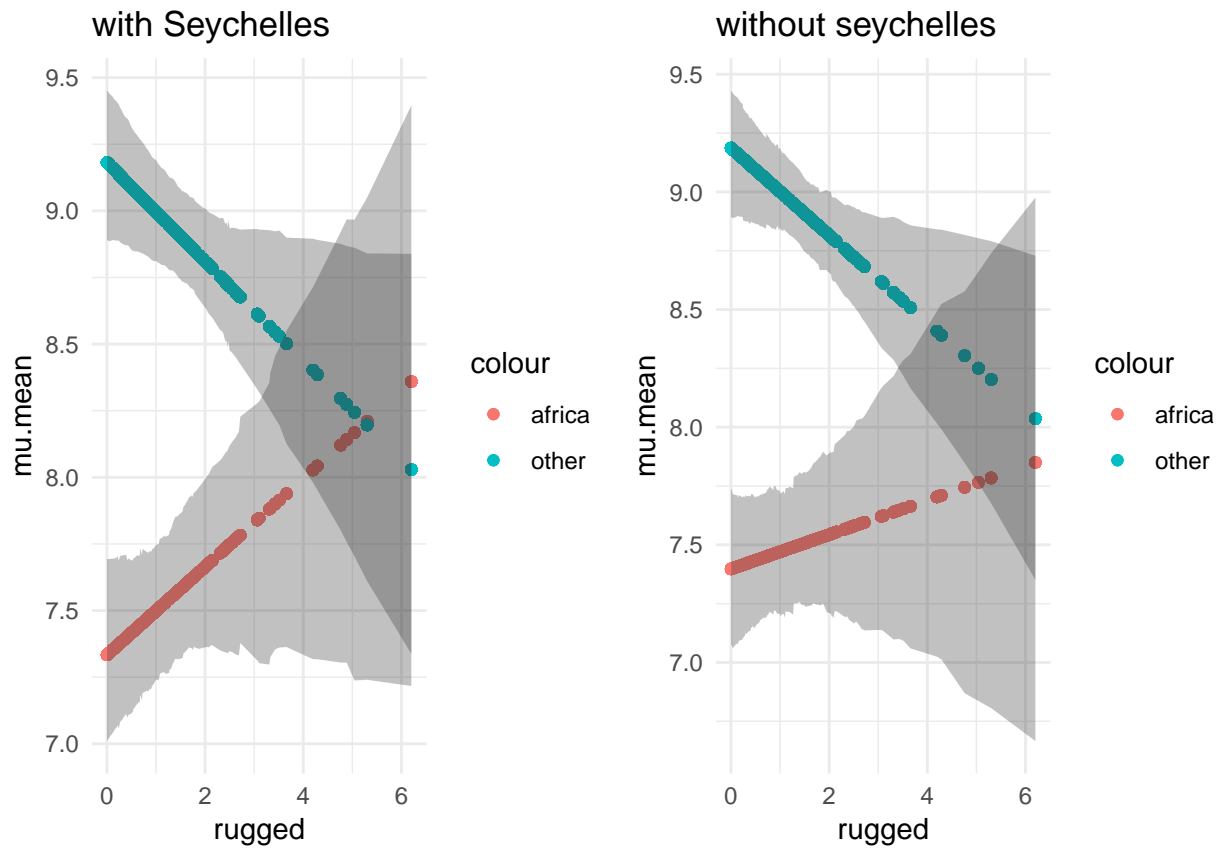 with Seychelles
9.5
9.0
8.5
8.0
7.5
7.0
mu.mean
0 2 4 6
rugged
colour
africa
other
without seychelles
9.5
9.0
8.5
8.0
7.5
7.0
mu.mean
0 2 4 6
rugged
colour
africa
other